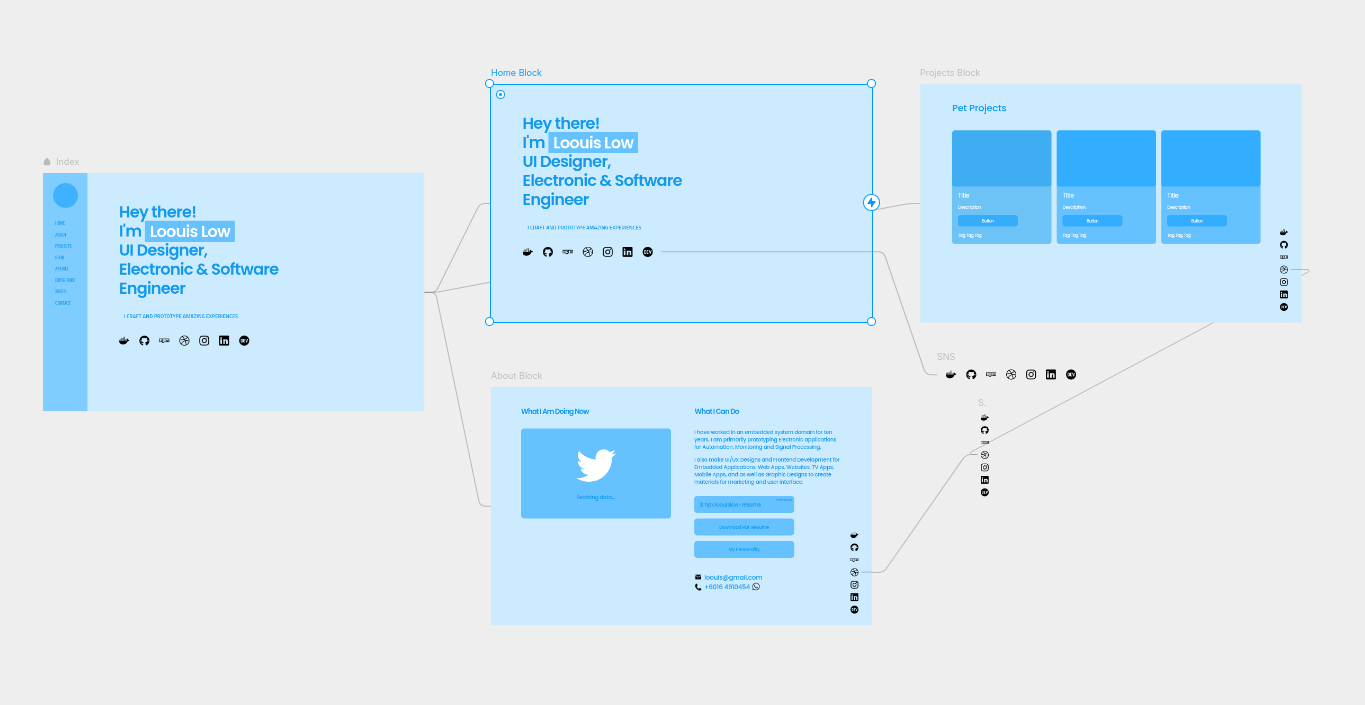 Index
HOME
ABOUT
PROJECTS
CONTACT
Hey there!
I'm Loouis Low
UI Designer,
Electronic & Software
Engineer
I CRAFT AND PROTOTYPE AMAZING EXPERIENCES
DEV
Home Block
Hey there!
I'm Loouis Low
UI Designer,
Electronic & Software
Engineer
I CRAFT AND PROTOTYPE AMAZING EXPERIENCES
DEV
About Block
What I Am Doing Now
Fetching data...
What I Can Do
I have worked in an embedded system domain for ten
years. I am primarily prototyping Electronic applications
for Automation, Monitoring and Signal Processing.
I also make UI/UX Designs and Frontend Development for
Embedded Applications, Web Apps, Websites, TV Apps,
Mobile Apps, and as well as Graphic Designs to create
materials for marketing and user interface.
$ npx loouislow-resume
Download PDF Resume
My Personality
loouis@gmail.com
+6016 4910454
Projects Block
Pet Projects
Title
Description
Button
Tag Tag Tag
Title
Description
Button
Tag Tag Tag
Title
Description
Button
Tag Tag Tag
SNS
DEV
S.